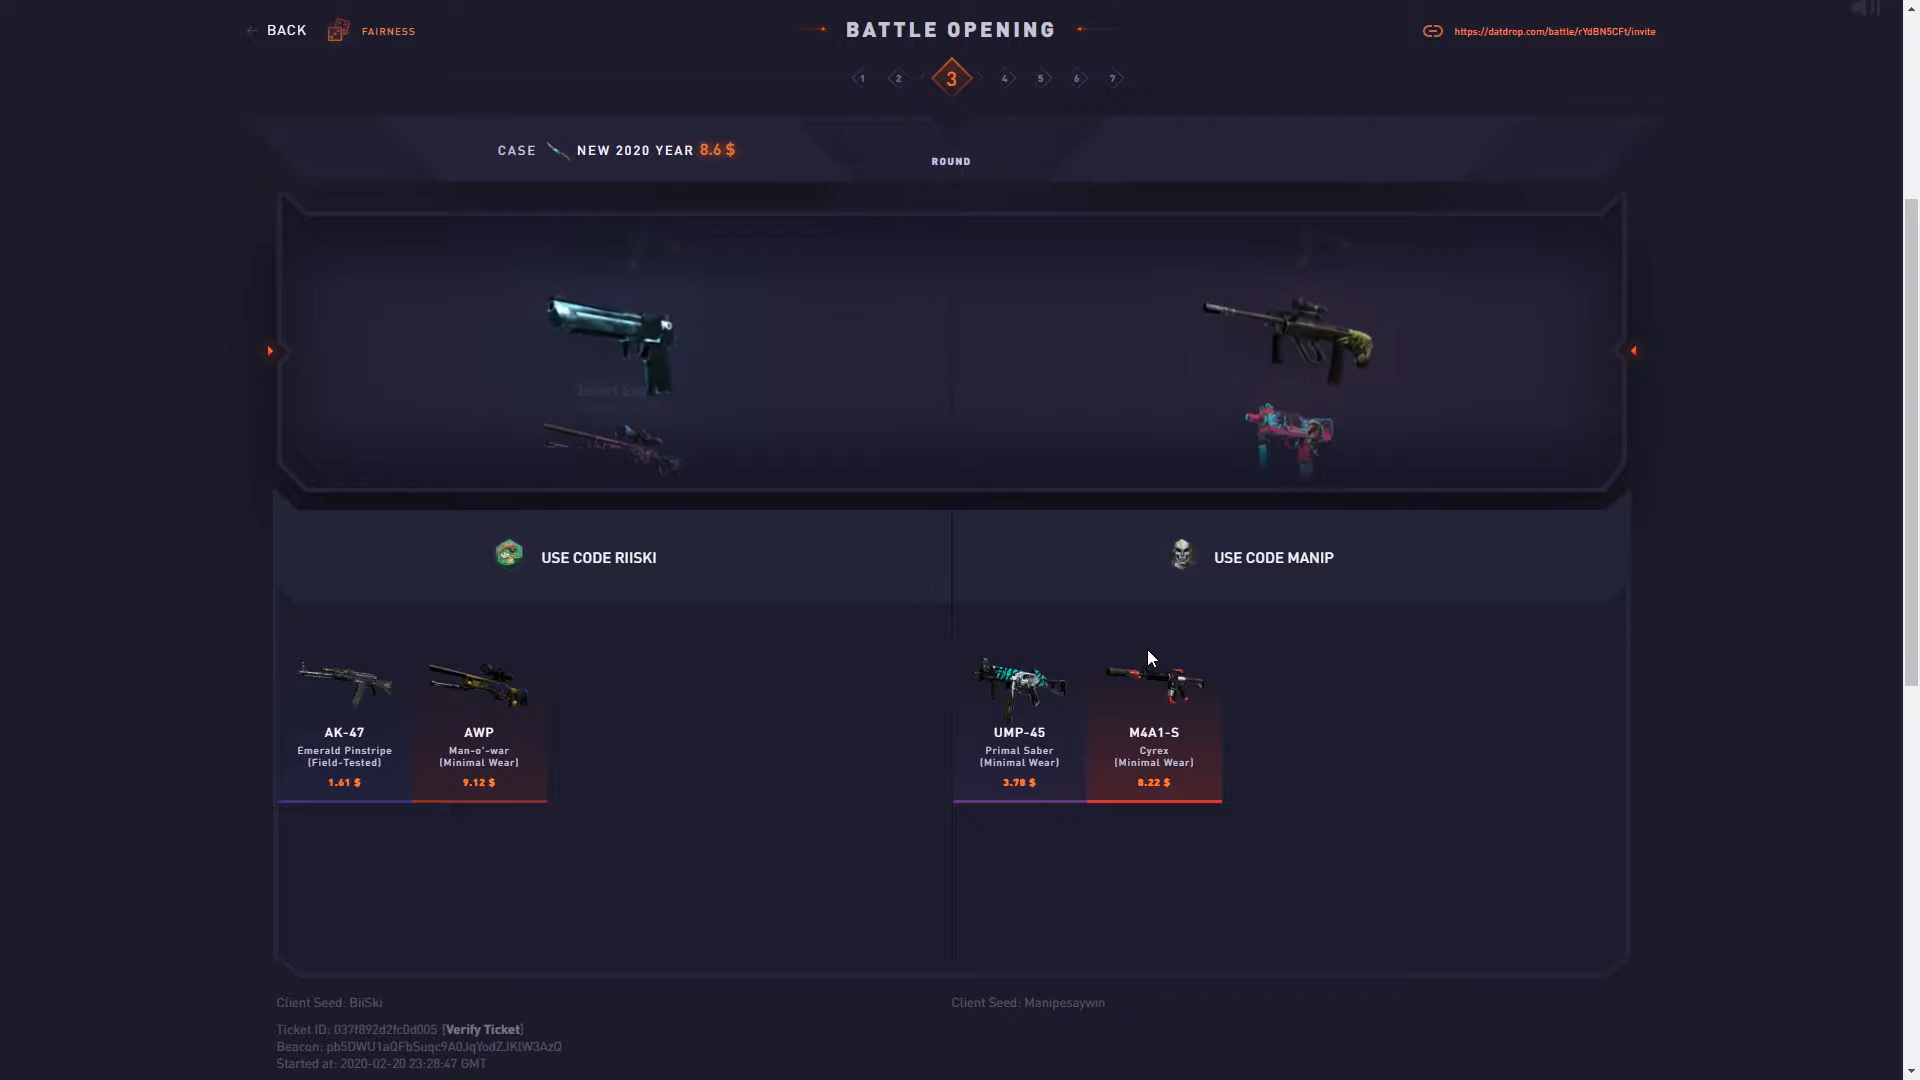 BACK
FAIRNESS
BATTLE OPENING
https://datdrop.com/battle/rYdBN5CFt/invite
1 2 3 4 5 6 7
CASE NEW 2020 YEAR 8.6 $
ROUND
USE CODE RIISKI
USE CODE MANIP
AK-47
Emerald Pinstripe
(Field-Tested)
1.61 $
AWP
Man-o'-war
(Minimal Wear)
9.12 $
UMP-45
Primal Saber
(Minimal Wear)
3.78 $
M4A1-S
Cyrex
(Minimal Wear)
8.22 $
Client Seed: BiiSki
Client Seed: Manipesaywin
Ticket ID: 037f892d2fc0d005 [Verify Ticket]
Beacon: pb5DWU1aQFbSuqc9A0JqYodZJKlW3AzQ
Started at: 2020-02-20 23:28:47 GMT